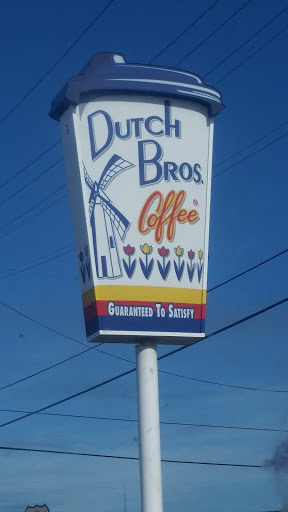 DUTCH
BROS.
Coffee
GUARANTEED TO SATISFY